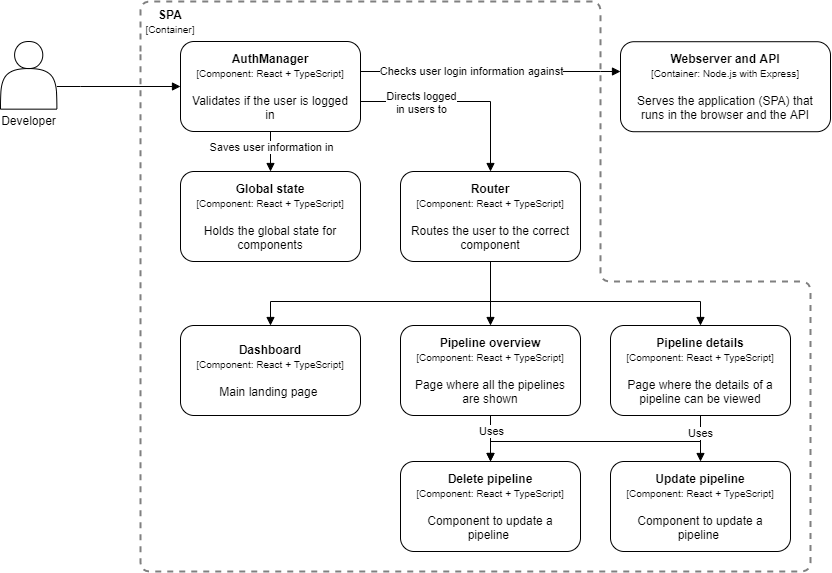 SPA
[Container]
AuthManager
[Component: React + TypeScript]
Validates if the user is logged
in
Checks user login information against
Webserver and API
[Container: Node.js with Express]
Serves the application (SPA) that
runs in the browser and the API
Developer
Directs logged
in users to
Saves user information in
Global state
[Component: React + TypeScript]
Holds the global state for
components
Router
[Component: React + TypeScript]
Routes the user to the correct
component
Dashboard
[Component: React + TypeScript]
Main landing page
Pipeline overview
[Component: React + TypeScript]
Page where all the pipelines
are shown
Pipeline details
[Component: React + TypeScript]
Page where the details of a
pipeline can be viewed
Uses
Uses
Delete pipeline
[Component: React + TypeScript]
Component to update a
pipeline
Update pipeline
[Component: React + TypeScript]
Component to update a
pipeline